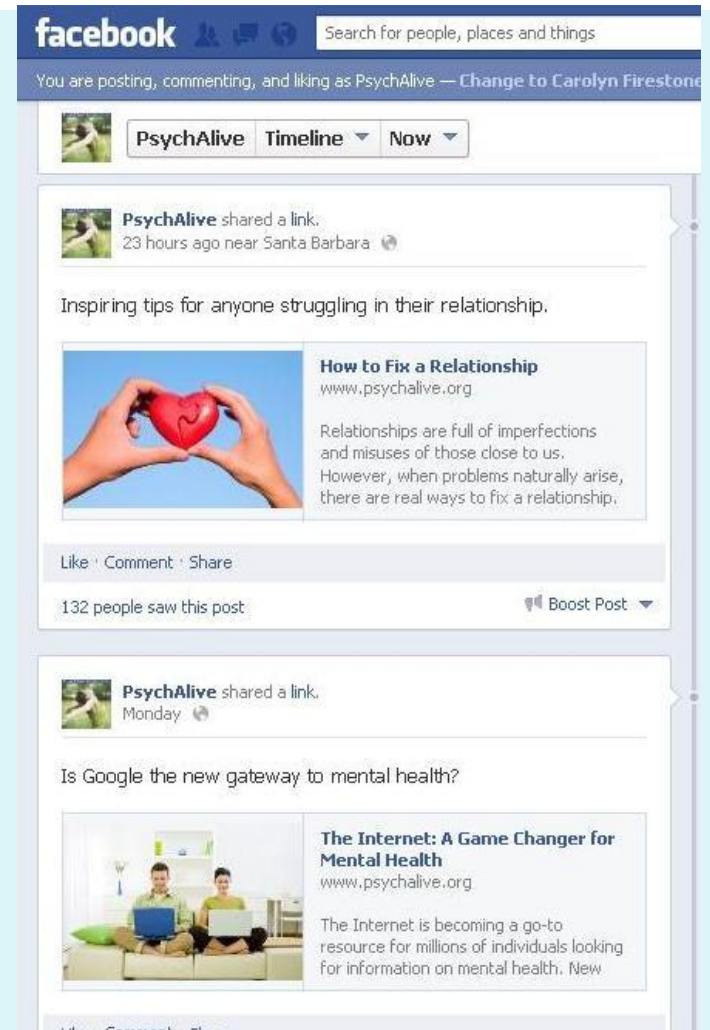 facebook
Search for people, places and things
You are posting, commenting, and liking as PsychAlive — Change to Carolyn Firestone
PsychAlive Timeline Now
PsychAlive shared a link.
23 hours ago near Santa Barbara
Inspiring tips for anyone struggling in their relationship.
How to Fix a Relationship
www.psychalive.org
Relationships are full of imperfections
and misuses of those close to us.
However, when problems naturally arise,
there are real ways to fix a relationship.
Like · Comment · Share
132 people saw this post
Boost Post
PsychAlive shared a link.
Monday
Is Google the new gateway to mental health?
The Internet: A Game Changer for
Mental Health
www.psychalive.org
The Internet is becoming a go-to
resource for millions of individuals looking
for information on mental health. New